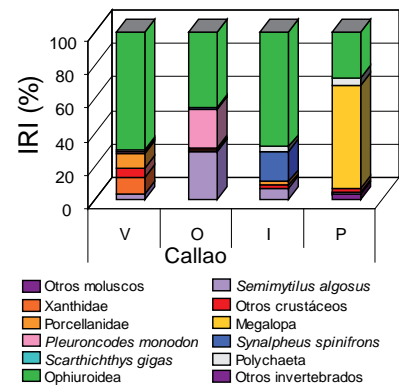 IRI (%)
100
80
60
40
20
0
V O I P
Callao
Otros moluscos
Semimytilus algosus
Xanthidae
Otros crustáceos
Porcellanidae
Megalopa
Pleuroncodes monodon
Synalpheus spinifrons
Scarthichthys gigas
Polychaeta
Ophiuroidea
Otros invertebrados